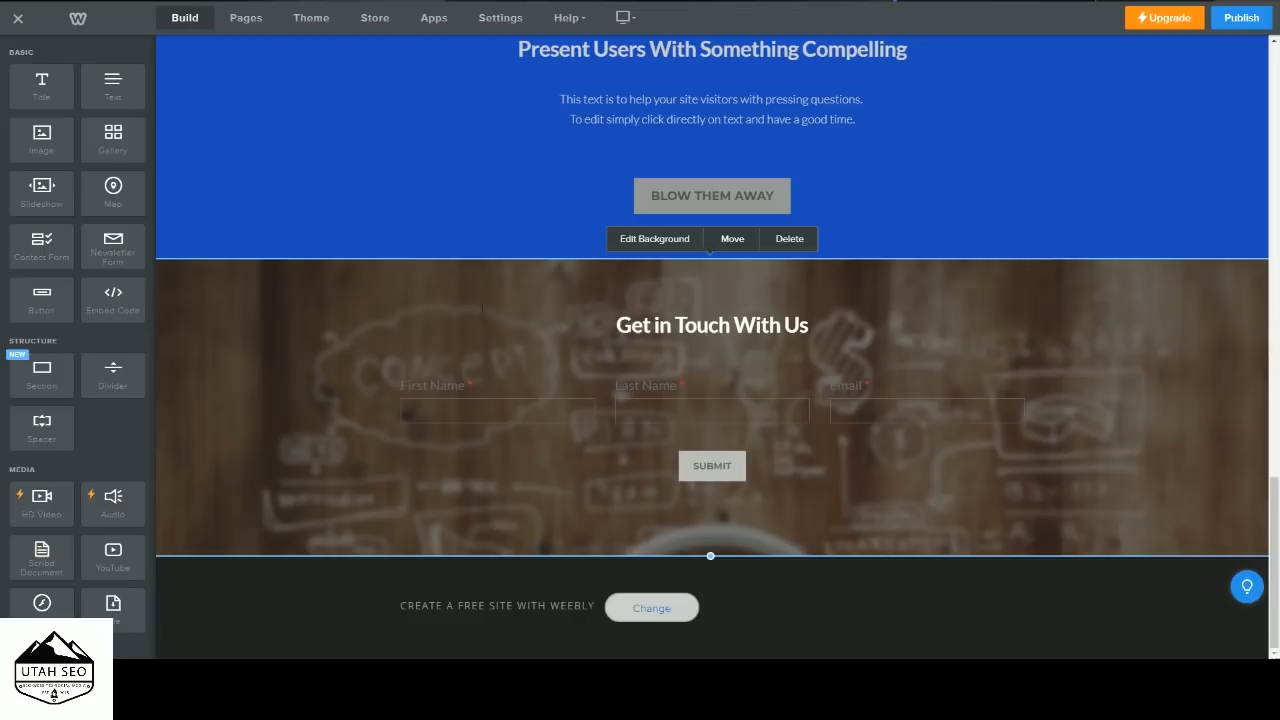 Build
Pages
Theme
Store
Apps
Settings
Help
Upgrade
Publish
BASIC
Title
Text
Image
Gallery
Slideshow
Map
Contact Form
Newsletter
Form
Button
Embed Code
STRUCTURE
NEW
Section
Divider
Spacer
MEDIA
HD Video
Audio
Scribd
Document
YouTube
Present Users With Something Compelling
This text is to help your site visitors with pressing questions.
To edit simply click directly on text and have a good time.
BLOW THEM AWAY
Edit Background
Move
Delete
Get in Touch With Us
First Name *
Last Name *
Email *
SUBMIT
CREATE A FREE SITE WITH WEEBLY
Change
UTAH SEO